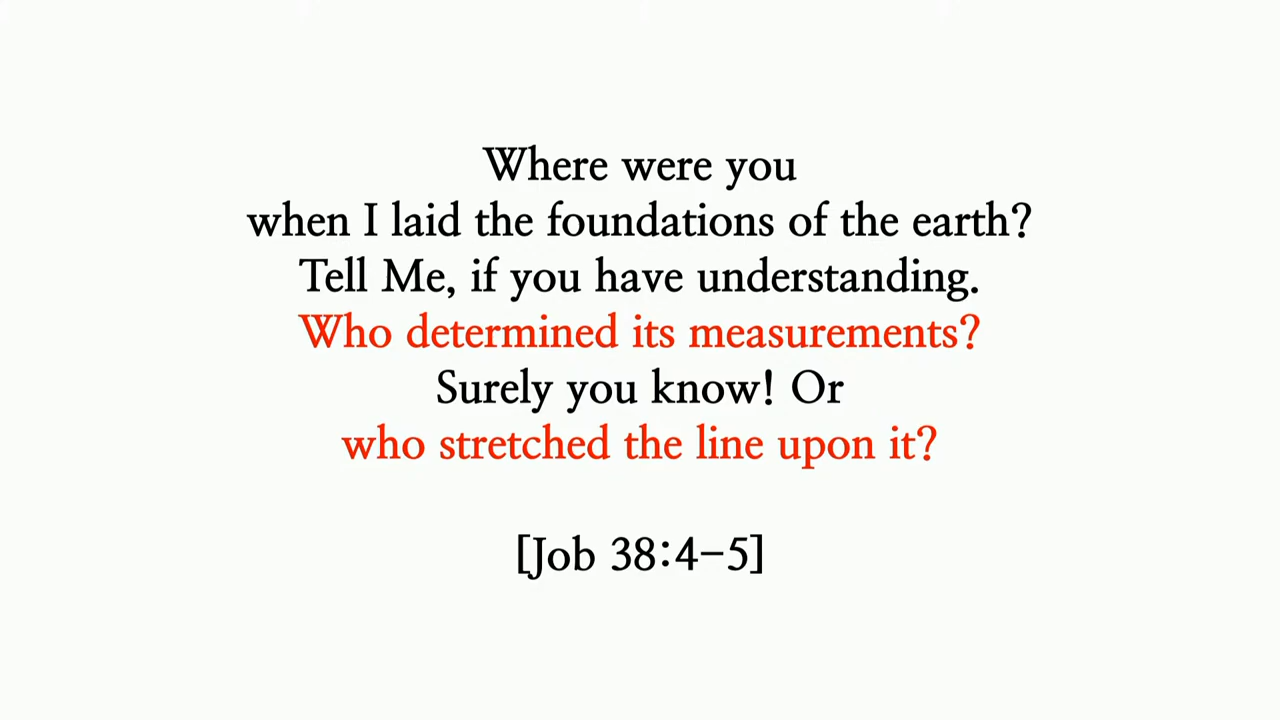 Where were you
when I laid the foundations of the earth?
Tell Me, if you have understanding.
Who determined its measurements?
Surely you know! Or
who stretched the line upon it?
[Job 38:4–5]